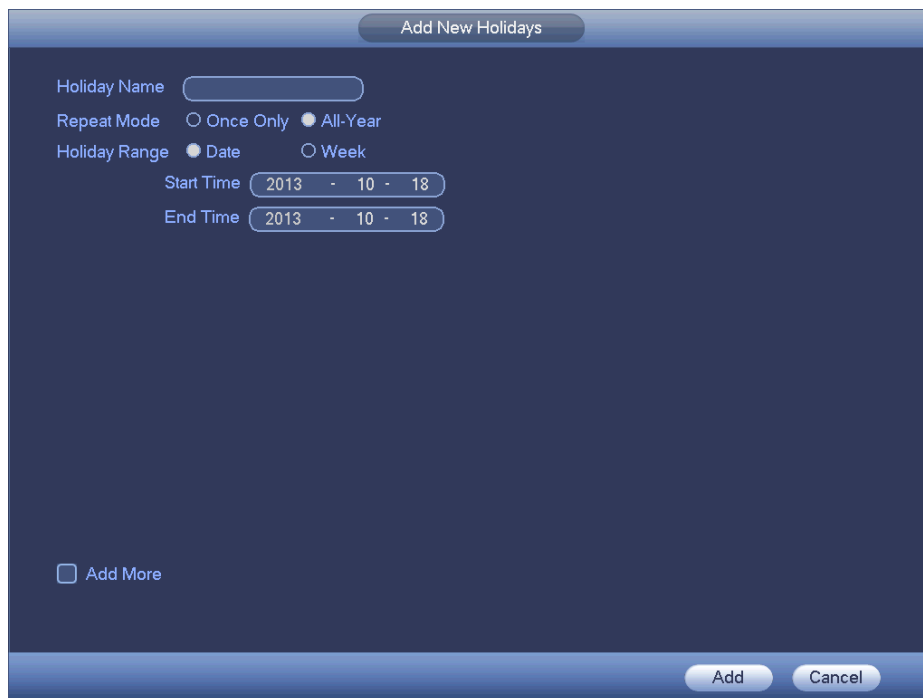 Add New Holidays
Holiday Name
Repeat Mode Once Only All-Year
Holiday Range Date Week
Start Time 2013 - 10 - 18
End Time 2013 - 10 - 18
Add More
Add Cancel